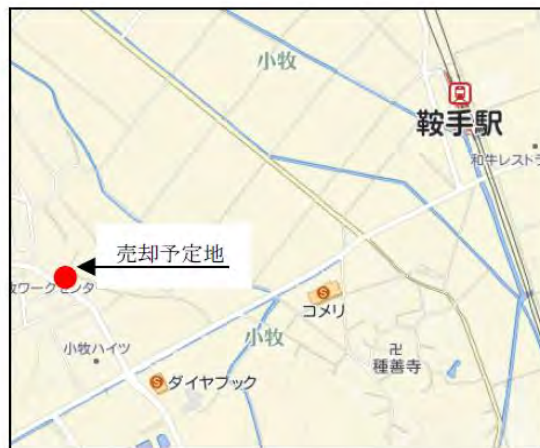 小牧
鞍手駅
和牛レストラ
売却予定地
牧ワークセンタ
コメリ
小牧ハイツ
小牧
卍
種善寺
S ダイヤブック